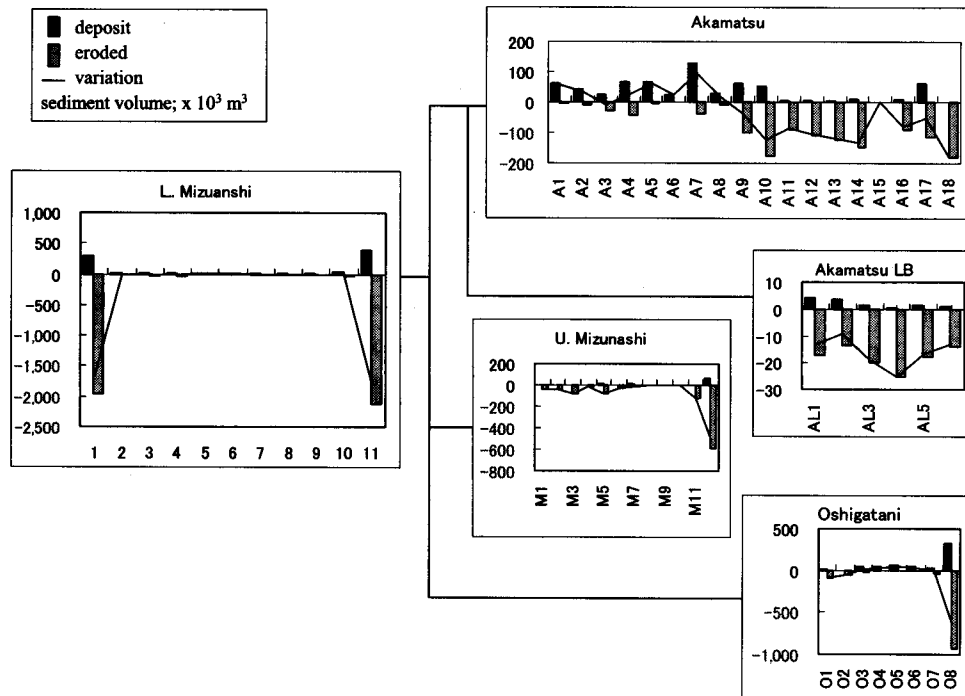 deposit
eroded
variation
sediment volume; x 10³ m³
Akamatsu
200
100
0
-100
-200
A1 A2 A3 A4 A5 A6 A7 A8 A9 A10 A11 A12 A13 A14 A15 A16 A17 A18
L. Mizuanshi
1,000
500
0
-500
-1,000
-1,500
-2,000
-2,500
1 2 3 4 5 6 7 8 9 10 11
Akamatsu LB
10
0
-10
-20
-30
AL1 AL3 AL5
U. Mizunashi
200
0
-200
-400
-600
-800
M1 M3 M5 M7 M9 M11
Oshigatani
500
0
-500
-1,000
O1 O2 O3 O4 O5 O6 O7 O8